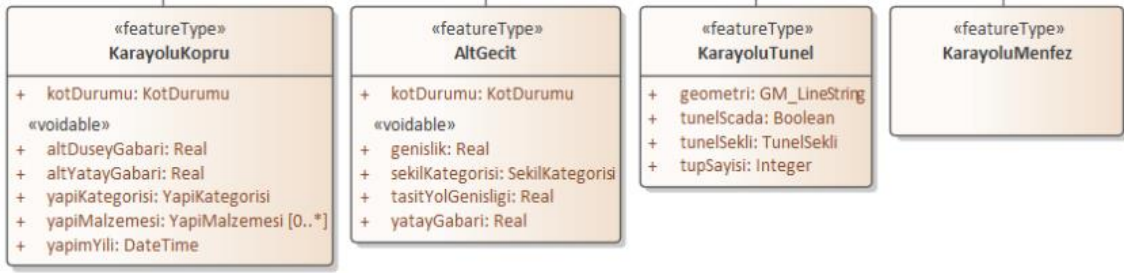 «featureType»
KarayoluKopru
+ kotDurumu: KotDurumu
«voidable»
+ altDuseyGabari: Real
+ altYatayGabari: Real
+ yapiKategorisi: YapiKategorisi
+ yapiMalzemesi: YapiMalzemesi [0..*]
+ yapimYili: DateTime
«featureType»
AltGecit
+ kotDurumu: KotDurumu
«voidable»
+ genislik: Real
+ sekilKategorisi: SekilKategorisi
+ tasitYolGenisligi: Real
+ yatayGabari: Real
«featureType»
KarayoluTunel
+ geometri: GM_LineString
+ tunelScada: Boolean
+ tunelSekli: TunelSekli
+ tupSayisi: Integer
«featureType»
KarayoluMenfez